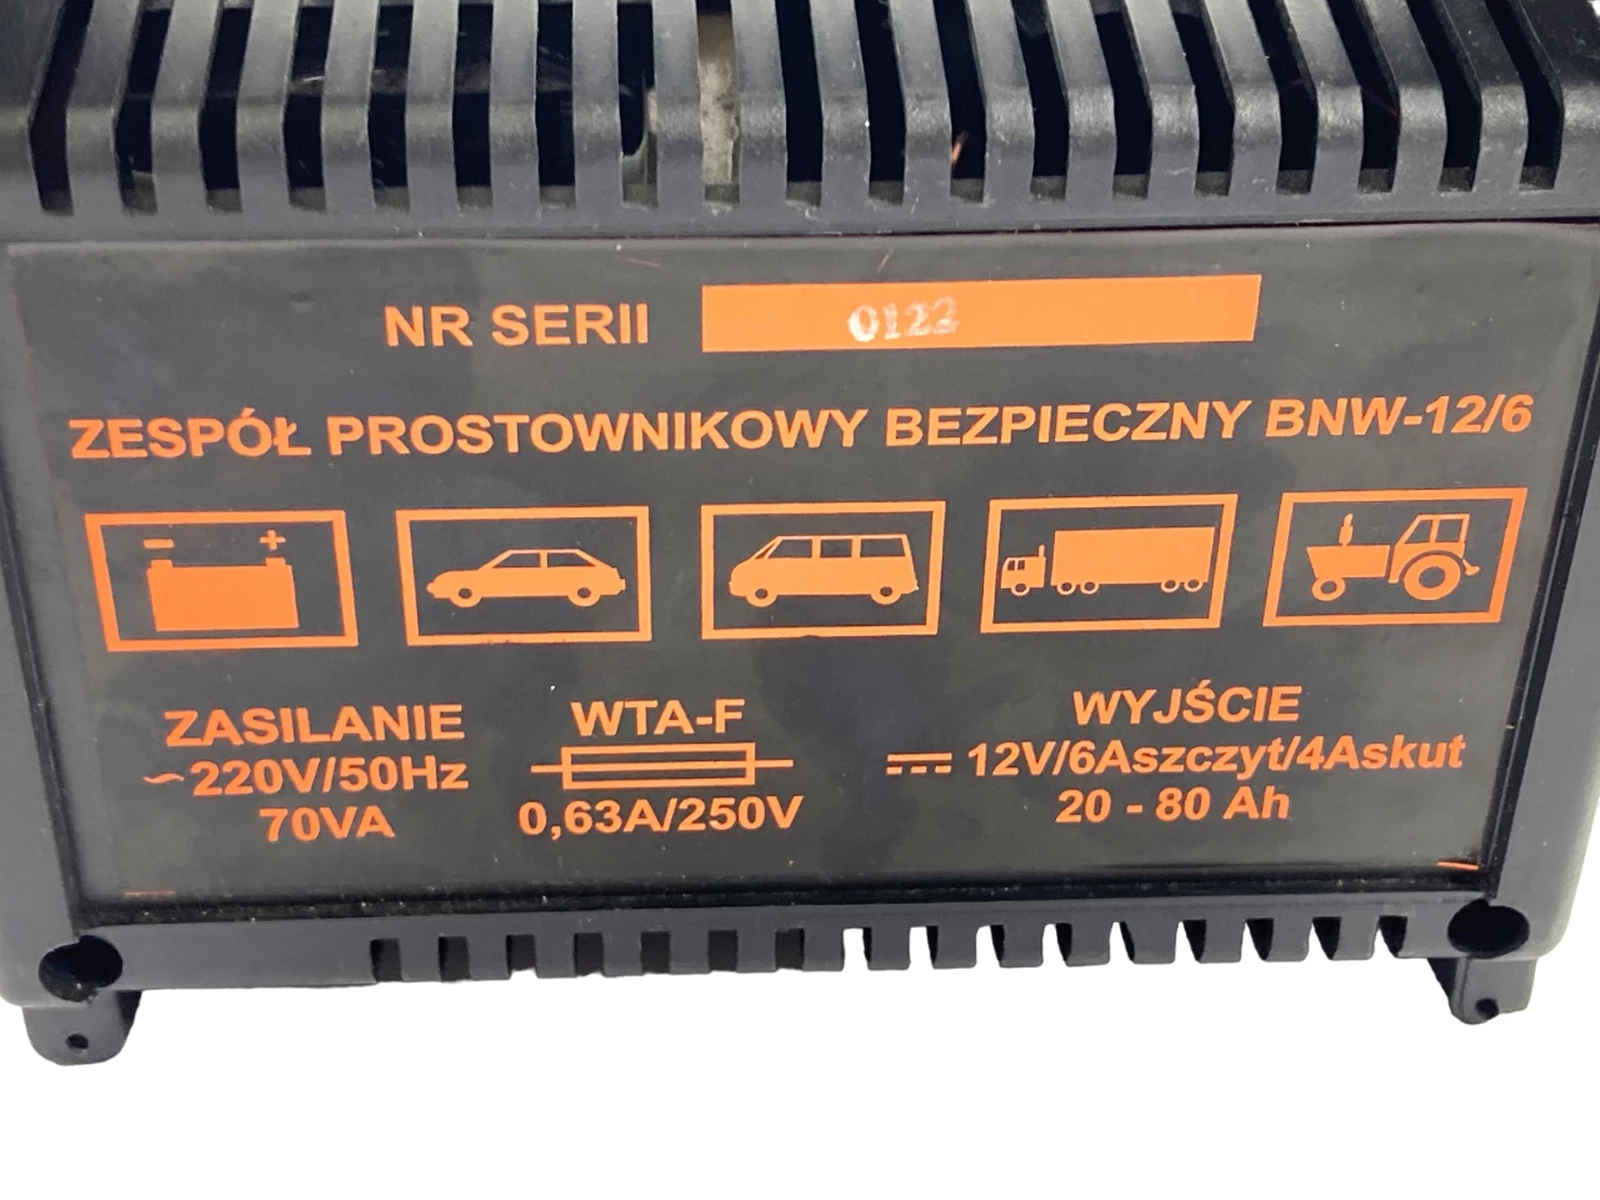 NR SERII 0122
ZESPÓŁ PROSTOWNIKOWY BEZPIECZNY BNW-12/6
- +
ZASILANIE
~220V/50Hz
70VA
WTA-F
0,63A/250V
WYJŚCIE
12V/6Aszczyt/4Askut
20 - 80 Ah